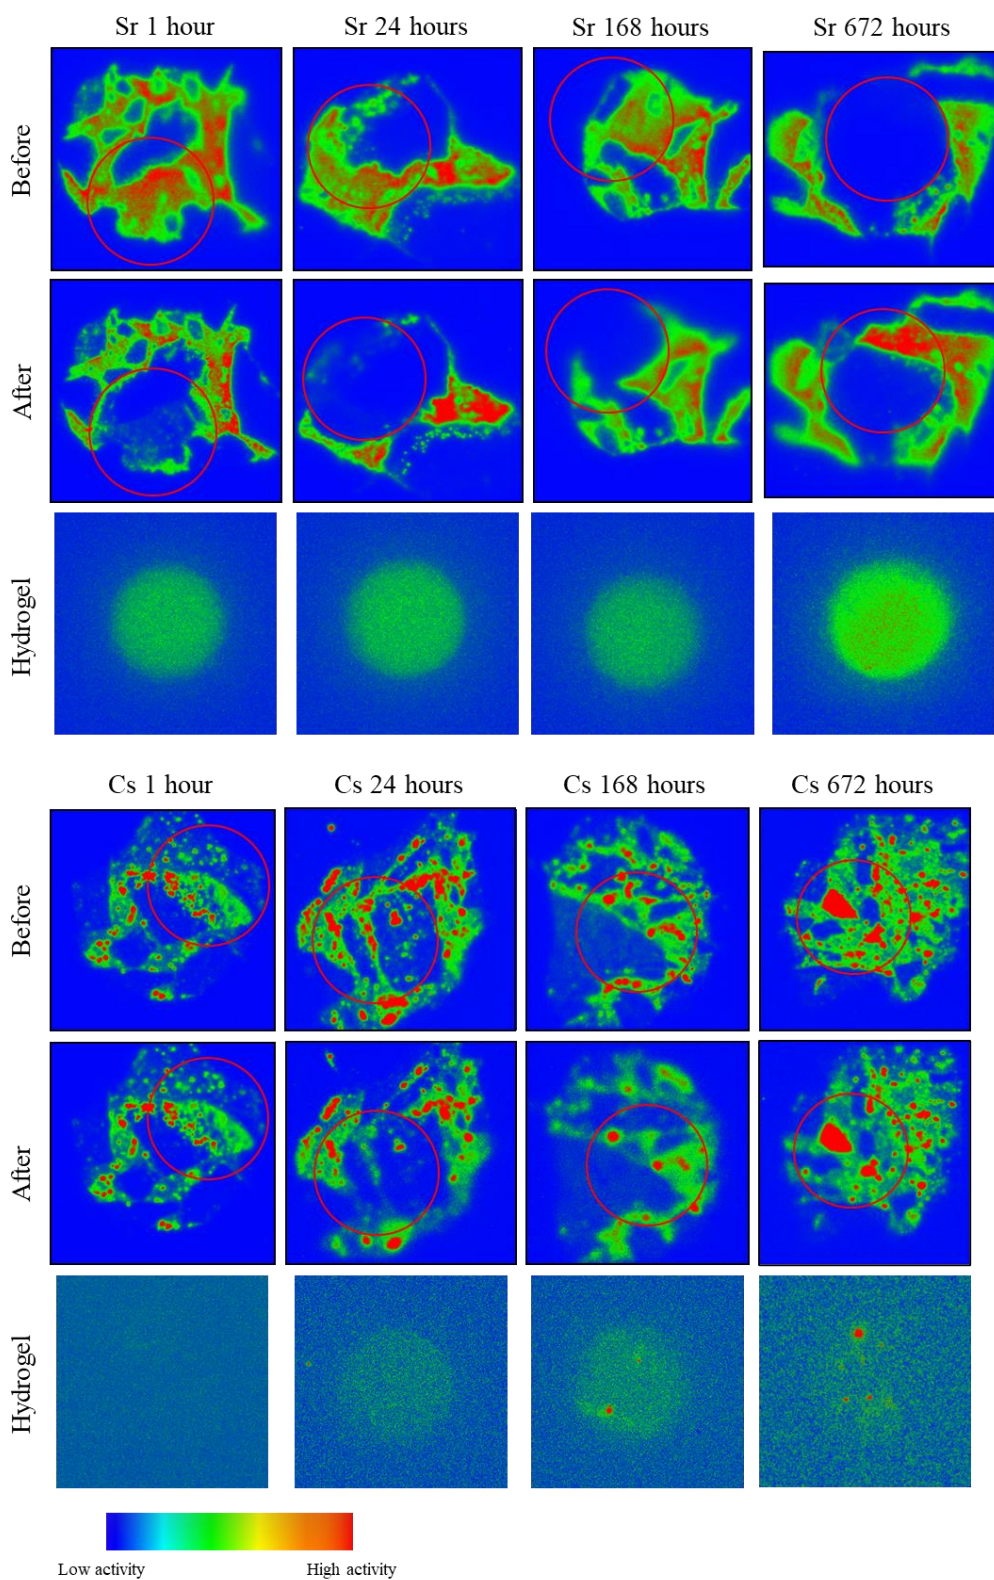 Sr 1 hour Sr 24 hours Sr 168 hours Sr 672 hours
Before
After
Hydrogel
Cs 1 hour Cs 24 hours Cs 168 hours Cs 672 hours
Before
After
Hydrogel
Low activity High activity